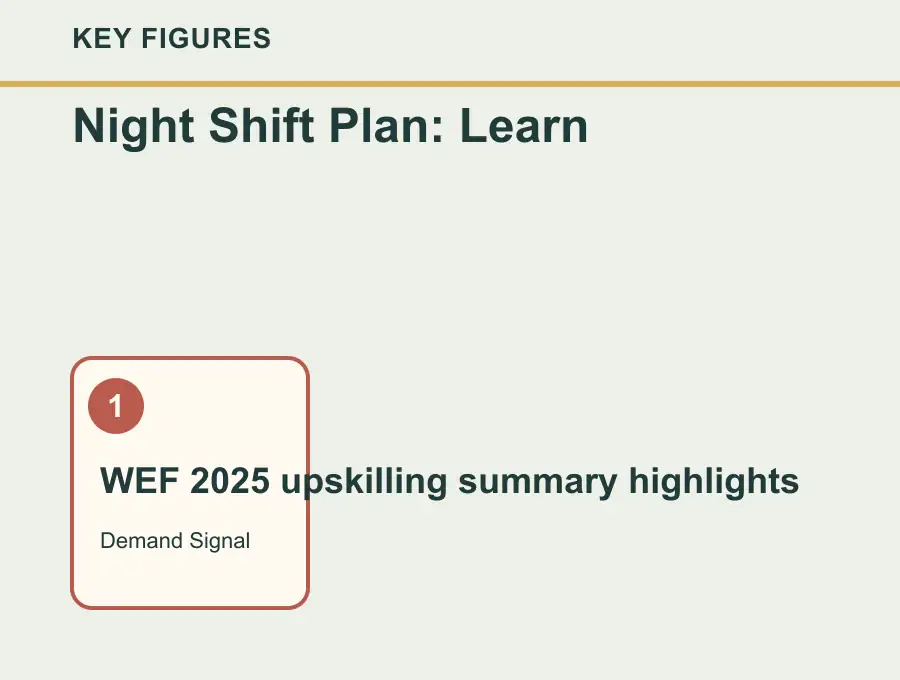 KEY FIGURES
Night Shift Plan: Learn
1
WEF 2025 upskilling summary highlights
Demand Signal